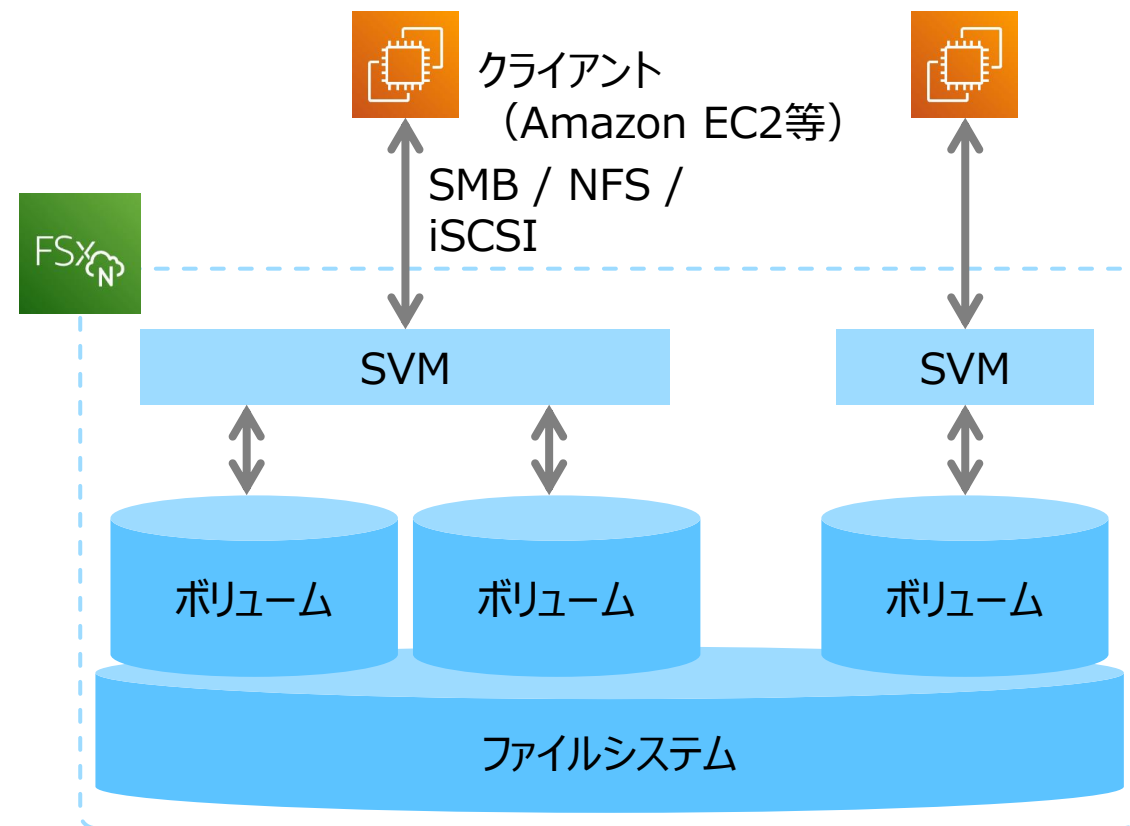 クライアント
（Amazon EC2等）
SMB / NFS /
iSCSI
FSx
N
SVM
SVM
ボリューム
ボリューム
ボリューム
ファイルシステム